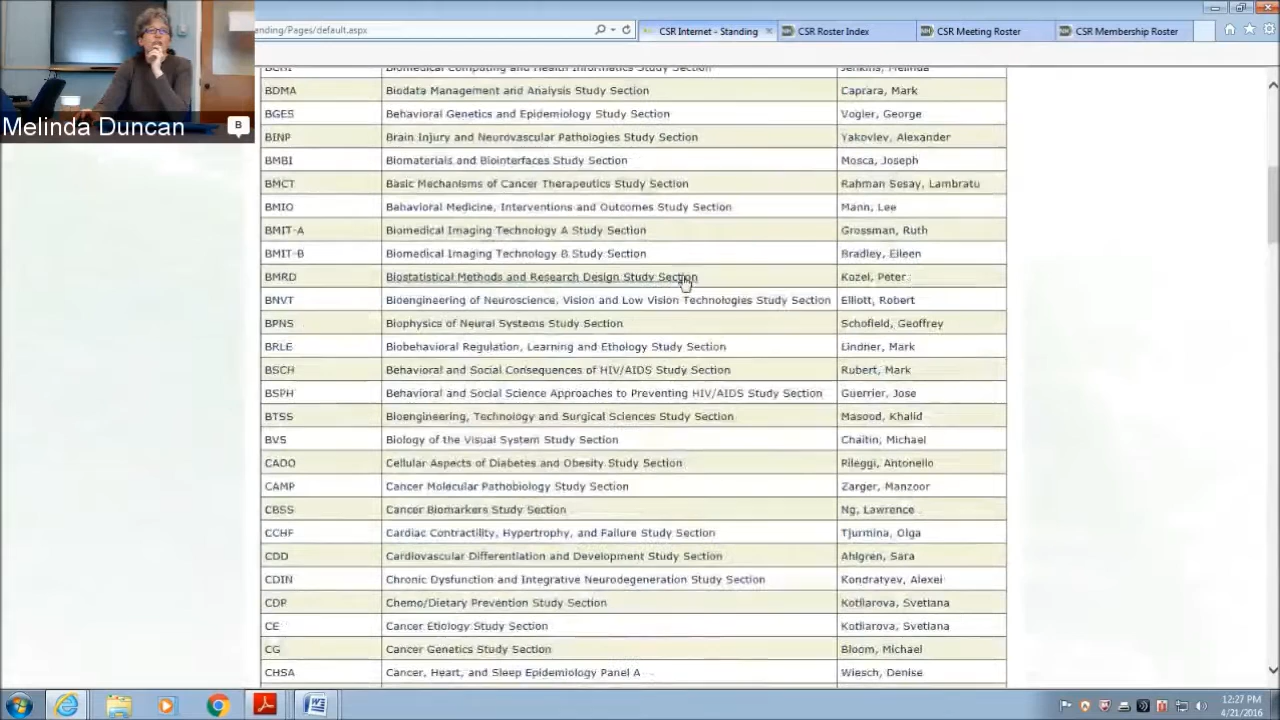 anding/Pages/default.aspx
CSR Internet - Standing
CSR Roster Index
CSR Meeting Roster
CSR Membership Roster
Melinda Duncan
B
BCHI Biomedical Computing and Health Informatics Study Section Jenkins, Melinda
BDMA Biodata Management and Analysis Study Section Caprara, Mark
BGES Behavioral Genetics and Epidemiology Study Section Vogler, George
BINP Brain Injury and Neurovascular Pathologies Study Section Yakovlev, Alexander
BMBI Biomaterials and Biointerfaces Study Section Mosca, Joseph
BMCT Basic Mechanisms of Cancer Therapeutics Study Section Rahman Sesay, Lambratu
BMIO Behavioral Medicine, Interventions and Outcomes Study Section Mann, Lee
BMIT-A Biomedical Imaging Technology A Study Section Grossman, Ruth
BMIT-B Biomedical Imaging Technology B Study Section Bradley, Eileen
BMRD Biostatistical Methods and Research Design Study Section Kozel, Peter
BNVT Bioengineering of Neuroscience, Vision and Low Vision Technologies Study Section Elliott, Robert
BPNS Biophysics of Neural Systems Study Section Schofield, Geoffrey
BRLE Biobehavioral Regulation, Learning and Ethology Study Section Lindner, Mark
BSCH Behavioral and Social Consequences of HIV/AIDS Study Section Rubert, Mark
BSPH Behavioral and Social Science Approaches to Preventing HIV/AIDS Study Section Guerrier, Jose
BTSS Bioengineering, Technology and Surgical Sciences Study Section Masood, Khalid
BVS Biology of the Visual System Study Section Chaitin, Michael
CADO Cellular Aspects of Diabetes and Obesity Study Section Pileggi, Antonello
CAMP Cancer Molecular Pathobiology Study Section Zarger, Manzoor
CBSS Cancer Biomarkers Study Section Ng, Lawrence
CCHF Cardiac Contractility, Hypertrophy, and Failure Study Section Tjurmina, Olga
CDD Cardiovascular Differentiation and Development Study Section Ahlgren, Sara
CDIN Chronic Dysfunction and Integrative Neurodegeneration Study Section Kondratyev, Alexei
CDP Chemo/Dietary Prevention Study Section Kotliarova, Svetlana
CE Cancer Etiology Study Section Kotliarova, Svetlana
CG Cancer Genetics Study Section Bloom, Michael
CHSA Cancer, Heart, and Sleep Epidemiology Panel A Wiesch, Denise
12:27 PM
4/21/2016